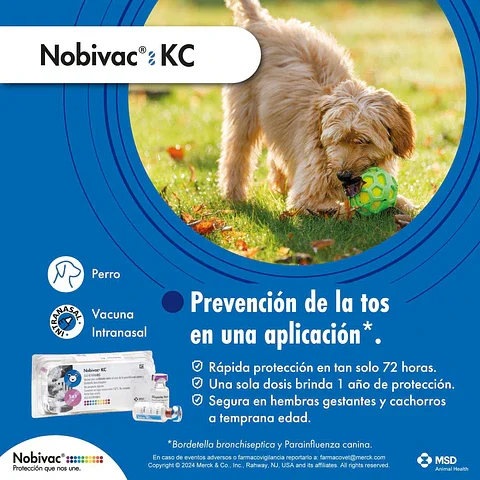 Nobivac® KC
Perro
INTRANASAL
Vacuna
Intranasal
Prevención de la tos
en una aplicación*.
Rápida protección en tan solo 72 horas.
Una sola dosis brinda 1 año de protección.
Segura en hembras gestantes y cachorros
a temprana edad.
Nobivac® KC
*Bordetella bronchiseptica y Parainfluenza canina.
En caso de eventos adversos o farmacovigilancia reportarlo a: farmacovet@merck.com
Copyright © 2024 Merck & Co., Inc., Rahway, NJ, USA and its affiliates. All rights reserved.
Nobivac®
Protección que nos une.
MSD
Animal Health